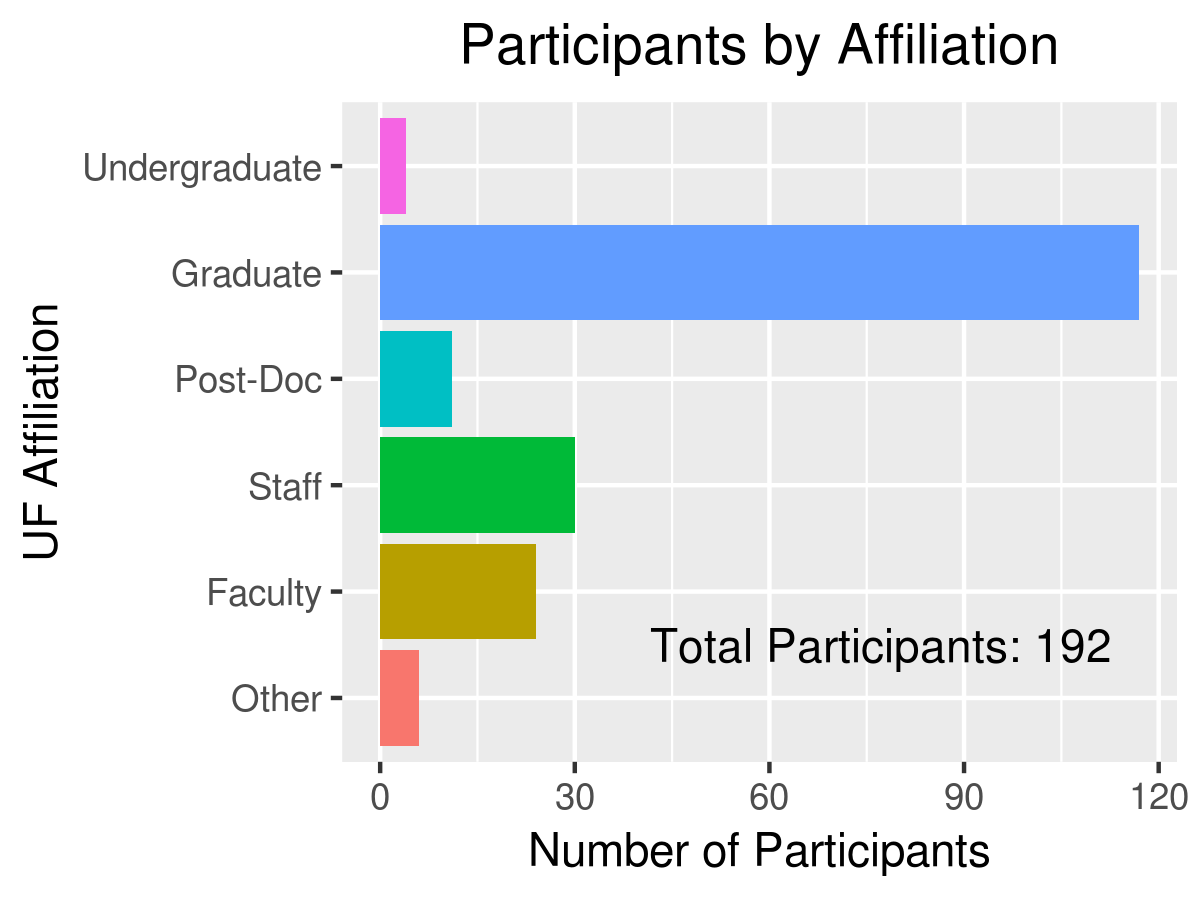 Participants by Affiliation
UF Affiliation
Undergraduate
Graduate
Post-Doc
Staff
Faculty
Other
Total Participants: 192
0 30 60 90 120
Number of Participants